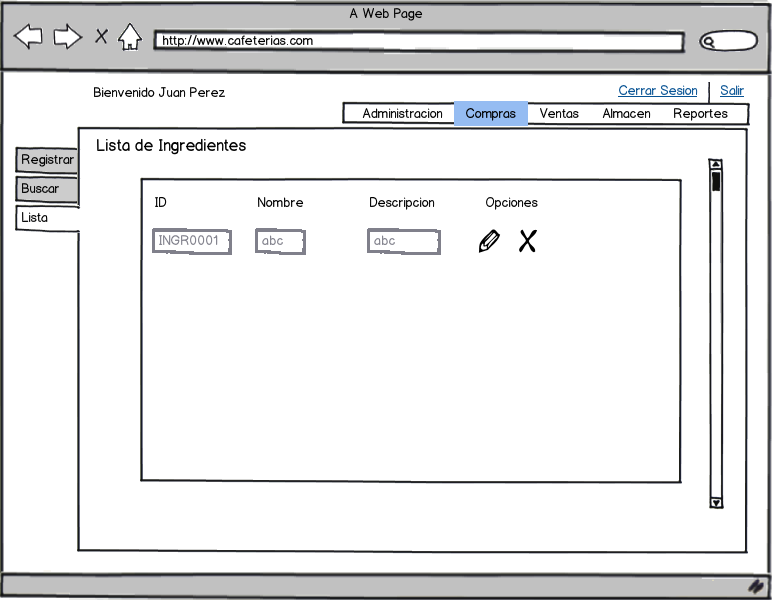 A Web Page
http://www.cafeterias.com
Bienvenido Juan Perez
Cerrar Sesion Salir
Administracion Compras Ventas Almacen Reportes
Lista de Ingredientes
Registrar
Buscar
Lista
ID Nombre Descripcion Opciones
INGR0001 abc abc